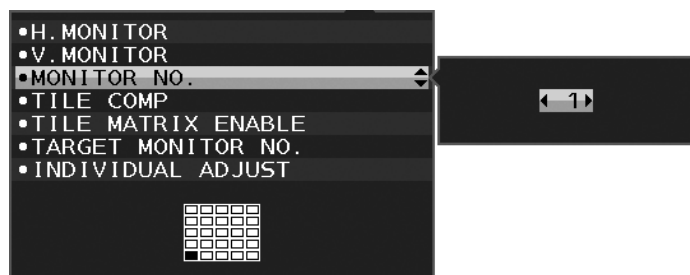 •H.MONITOR
•V.MONITOR
•MONITOR NO.
1
•TILE COMP
•TILE MATRIX ENABLE
•TARGET MONITOR NO.
•INDIVIDUAL ADJUST